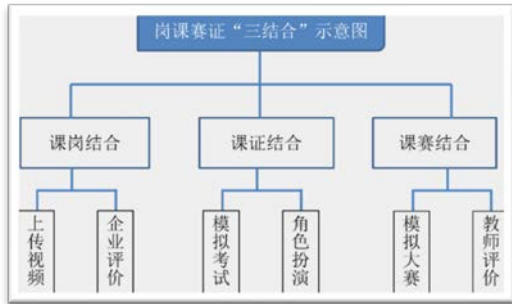 岗课赛证“三结合”示意图
课岗结合
课证结合
课赛结合
上传视频
企业评价
模拟考试
角色扮演
模拟大赛
教师评价